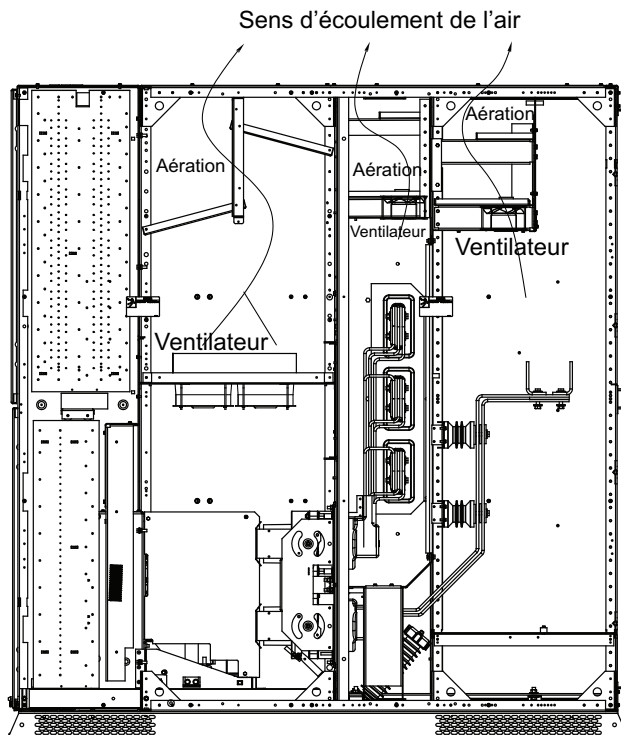 Sens d’écoulement de l’air
Aération
Aération
Aération
Ventilateur
Ventilateur
Ventilateur